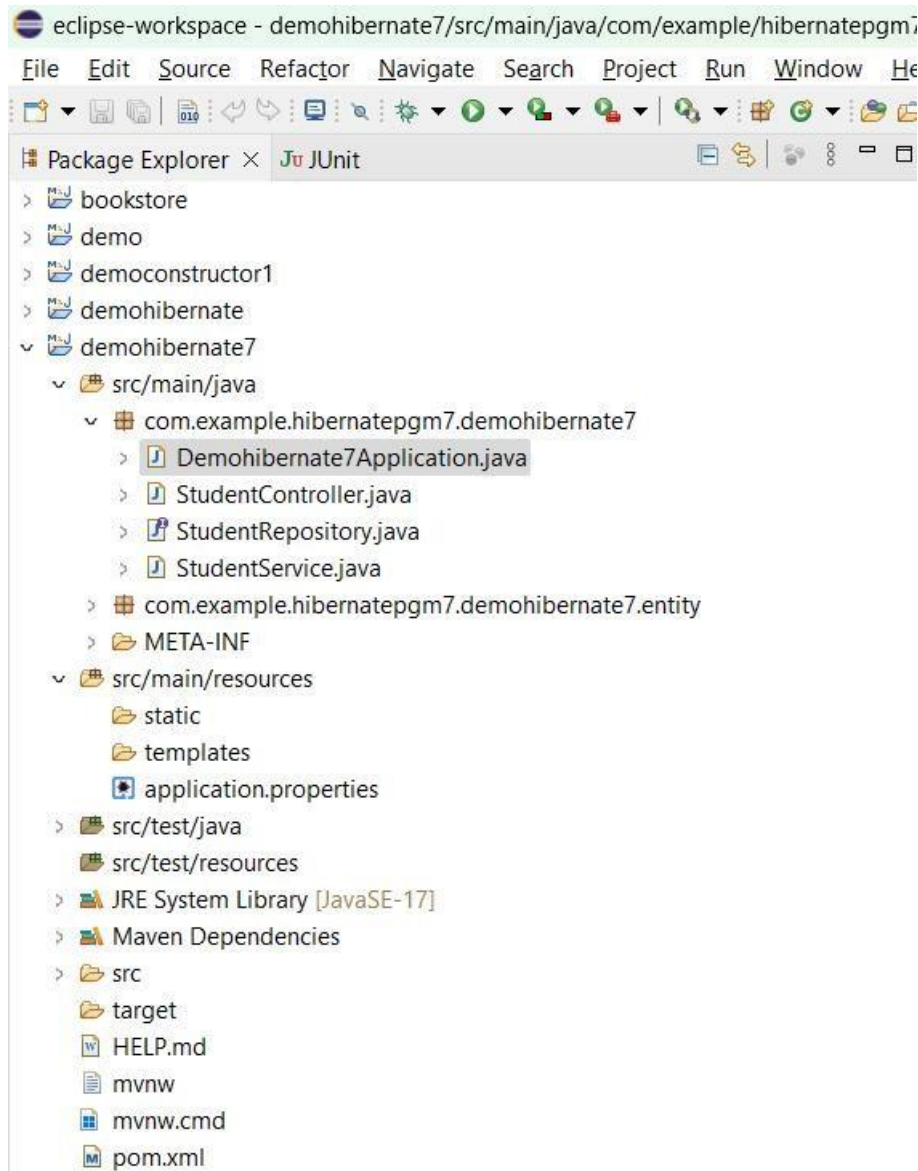 eclipse-workspace - demohibernate7/src/main/java/com/example/hibernatepgm7
File Edit Source Refactor Navigate Search Project Run Window He
Package Explorer JUnit
bookstore
demo
democonstructor1
demohibernate
demohibernate7
src/main/java
com.example.hibernatepgm7.demohibernate7
Demohibernate7Application.java
StudentController.java
StudentRepository.java
StudentService.java
com.example.hibernatepgm7.demohibernate7.entity
META-INF
src/main/resources
static
templates
application.properties
src/test/java
src/test/resources
JRE System Library [JavaSE-17]
Maven Dependencies
src
target
HELP.md
mvnw
mvnw.cmd
pom.xml